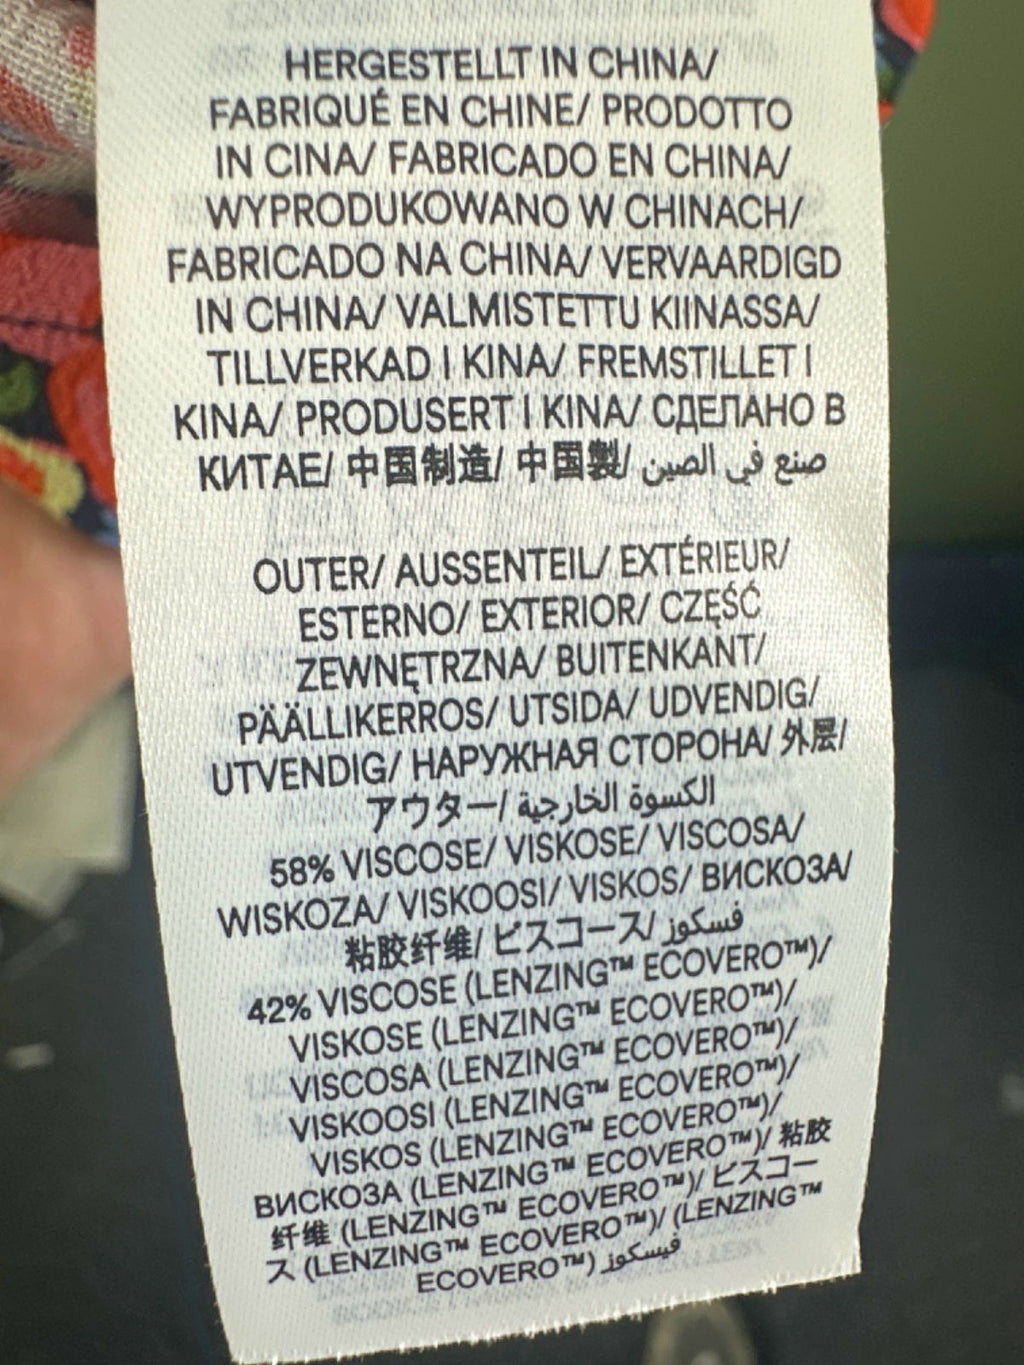 HERGESTELLT IN CHINA/
FABRIQUÉ EN CHINE/ PRODOTTO
IN CINA/ FABRICADO EN CHINA/
WYPRODUKOWANO W CHINACH/
FABRICADO NA CHINA/ VERVAARDIGD
IN CHINA/ VALMISTETTU KIINASSA/
TILLVERKAD I KINA/ FREMSTILLET I
KINA/ PRODUSERT I KINA/ СДЕЛАНО В
КИТАЕ/ 中国制造/ 中国製/ صنع في الصين
OUTER/ AUSSENTEIL/ EXTÉRIEUR/
ESTERNO/ EXTERIOR/ CZĘŚĆ
ZEWNĘTRZNA/ BUITENKANT/
PÄÄLLIKERROS/ UTSIDA/ UDVENDIG/
UTVENDIG/ НАРУЖНАЯ СТОРОНА/ 外层/
アウター/ الكسوة الخارجية
58% VISCOSE/ VISKOSE/ VISCOSA/
WISKOZA/ VISKOOSI/ VISKOS/ ВИСКОЗА/
粘胶纤维/ ビスコース/ فسكوز
42% VISCOSE (LENZING™ ECOVERO™)/
VISKOSE (LENZING™ ECOVERO™)/
VISCOSA (LENZING™ ECOVERO™)/
VISKOOSI (LENZING™ ECOVERO™)/
VISKOS (LENZING™ ECOVERO™)/
ВИСКОЗА (LENZING™ ECOVERO™)/ 粘胶
纤维 (LENZING™ ECOVERO™)/ ビスコー
ス (LENZING™ ECOVERO™)/ (LENZING™
ECOVERO™) فيسكوز